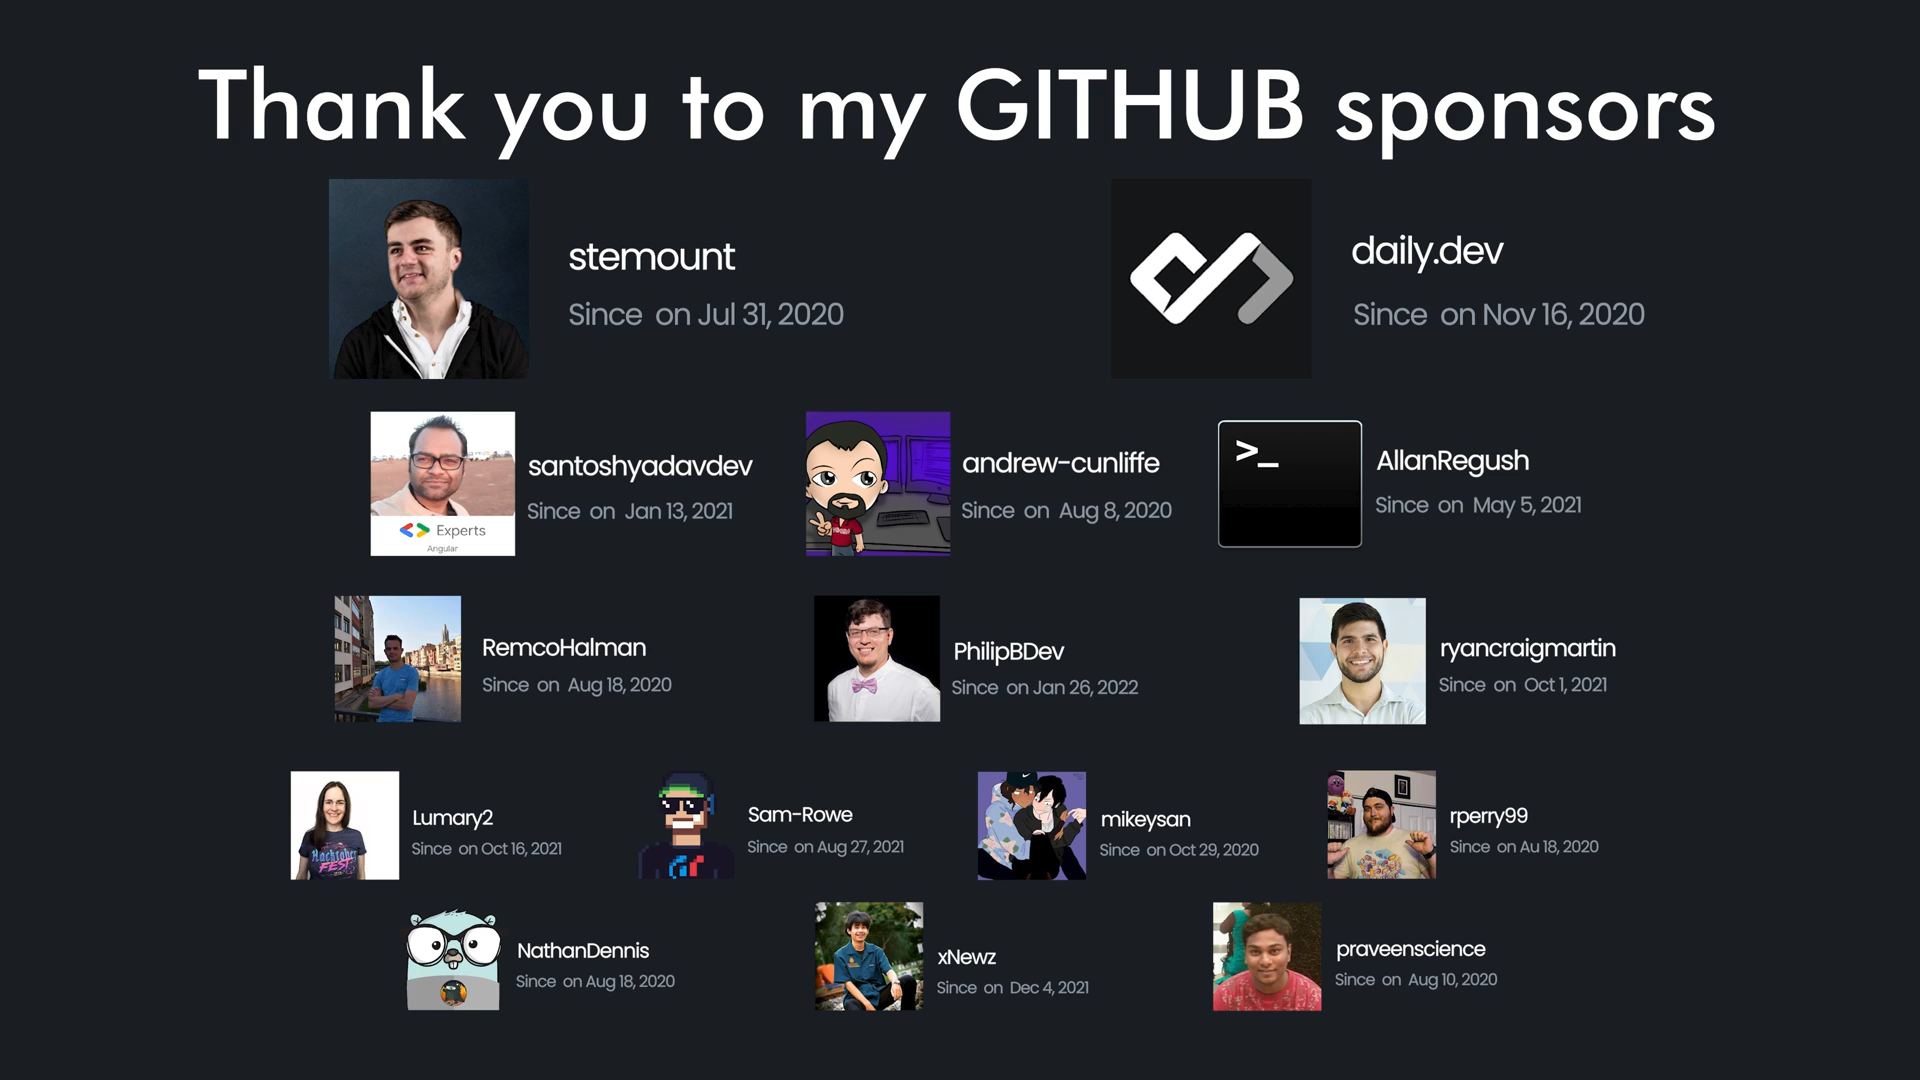 Thank you to my GITHUB sponsors
stemount
Since on Jul 31, 2020
daily.dev
Since on Nov 16, 2020
santoshyadavdev
Since on Jan 13, 2021
Experts
Angular
andrew-cunliffe
Since on Aug 8, 2020
>_
AllanRegush
Since on May 5, 2021
RemcoHalman
Since on Aug 18, 2020
PhilipBDev
Since on Jan 26, 2022
ryancraigmartin
Since on Oct 1, 2021
Lumary2
Since on Oct 16, 2021
Hacktober
FEST
Sam-Rowe
Since on Aug 27, 2021
mikeysan
Since on Oct 29, 2020
rperry99
Since on Au 18, 2020
NathanDennis
Since on Aug 18, 2020
xNewz
Since on Dec 4, 2021
praveenscience
Since on Aug 10, 2020